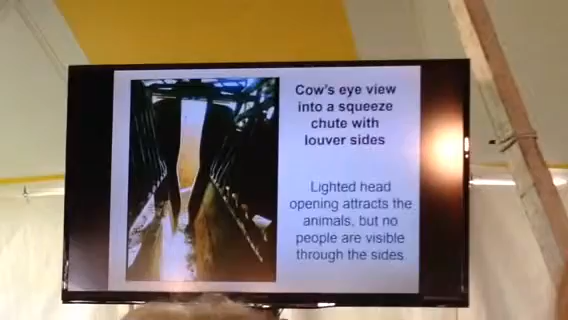 Cow's eye view
into a squeeze
chute with
louver sides
Lighted head
opening attracts the
animals, but no
people are visible
through the sides